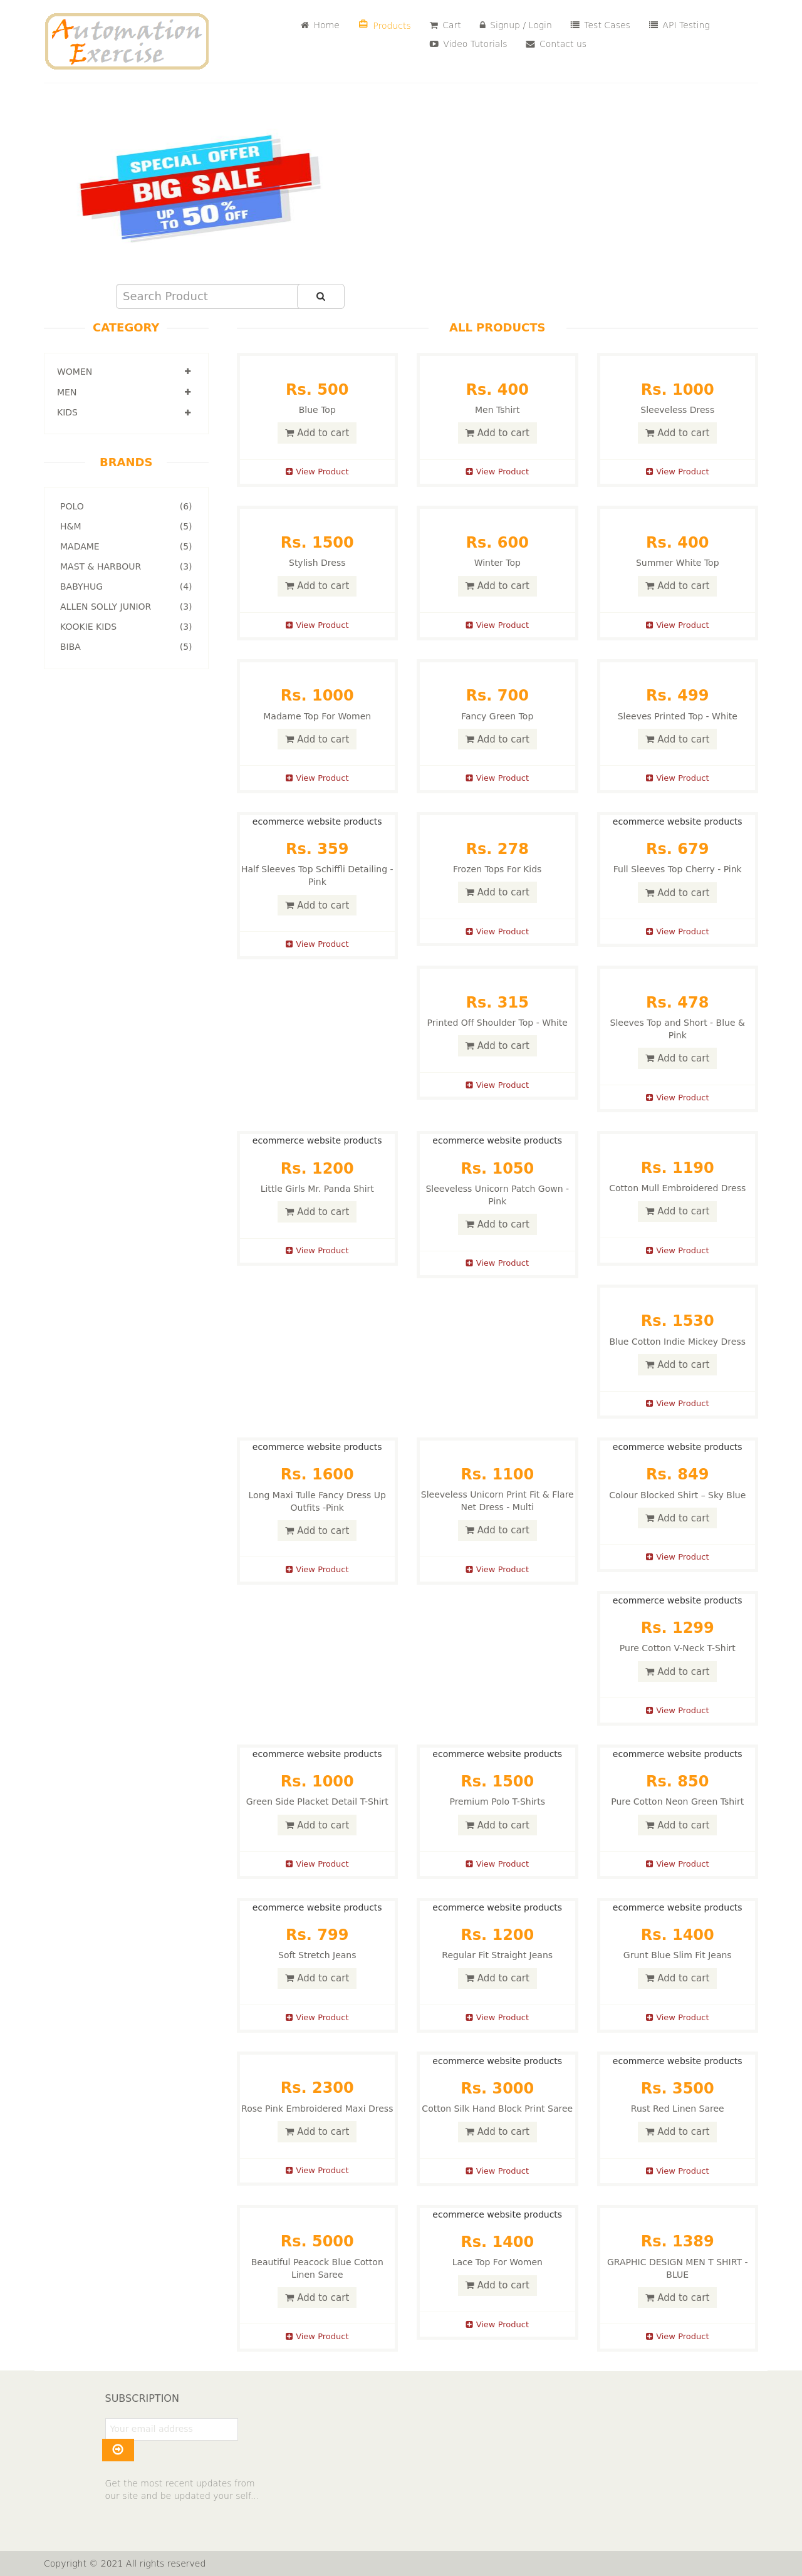 Automation
Exercise
Home
Products
Cart
Signup / Login
Test Cases
API Testing
Video Tutorials
Contact us
SPECIAL OFFER
BIG SALE
UP TO 50% OFF
Search Product
CATEGORY
WOMEN
MEN
KIDS
BRANDS
POLO (6)
H&M (5)
MADAME (5)
MAST & HARBOUR (3)
BABYHUG (4)
ALLEN SOLLY JUNIOR (3)
KOOKIE KIDS (3)
BIBA (5)
ALL PRODUCTS
Rs. 500
Blue Top
Add to cart
View Product
Rs. 400
Men Tshirt
Add to cart
View Product
Rs. 1000
Sleeveless Dress
Add to cart
View Product
Rs. 1500
Stylish Dress
Add to cart
View Product
Rs. 600
Winter Top
Add to cart
View Product
Rs. 400
Summer White Top
Add to cart
View Product
Rs. 1000
Madame Top For Women
Add to cart
View Product
Rs. 700
Fancy Green Top
Add to cart
View Product
Rs. 499
Sleeves Printed Top - White
Add to cart
View Product
ecommerce website products
Rs. 359
Half Sleeves Top Schiffli Detailing -
Pink
Add to cart
View Product
Rs. 278
Frozen Tops For Kids
Add to cart
View Product
ecommerce website products
Rs. 679
Full Sleeves Top Cherry - Pink
Add to cart
View Product
Rs. 315
Printed Off Shoulder Top - White
Add to cart
View Product
Rs. 478
Sleeves Top and Short - Blue &
Pink
Add to cart
View Product
ecommerce website products
Rs. 1200
Little Girls Mr. Panda Shirt
Add to cart
View Product
ecommerce website products
Rs. 1050
Sleeveless Unicorn Patch Gown -
Pink
Add to cart
View Product
Rs. 1190
Cotton Mull Embroidered Dress
Add to cart
View Product
Rs. 1530
Blue Cotton Indie Mickey Dress
Add to cart
View Product
ecommerce website products
Rs. 1600
Long Maxi Tulle Fancy Dress Up
Outfits -Pink
Add to cart
View Product
Rs. 1100
Sleeveless Unicorn Print Fit & Flare
Net Dress - Multi
Add to cart
View Product
ecommerce website products
Rs. 849
Colour Blocked Shirt – Sky Blue
Add to cart
View Product
ecommerce website products
Rs. 1299
Pure Cotton V-Neck T-Shirt
Add to cart
View Product
ecommerce website products
Rs. 1000
Green Side Placket Detail T-Shirt
Add to cart
View Product
ecommerce website products
Rs. 1500
Premium Polo T-Shirts
Add to cart
View Product
ecommerce website products
Rs. 850
Pure Cotton Neon Green Tshirt
Add to cart
View Product
ecommerce website products
Rs. 799
Soft Stretch Jeans
Add to cart
View Product
ecommerce website products
Rs. 1200
Regular Fit Straight Jeans
Add to cart
View Product
ecommerce website products
Rs. 1400
Grunt Blue Slim Fit Jeans
Add to cart
View Product
Rs. 2300
Rose Pink Embroidered Maxi Dress
Add to cart
View Product
ecommerce website products
Rs. 3000
Cotton Silk Hand Block Print Saree
Add to cart
View Product
ecommerce website products
Rs. 3500
Rust Red Linen Saree
Add to cart
View Product
Rs. 5000
Beautiful Peacock Blue Cotton
Linen Saree
Add to cart
View Product
ecommerce website products
Rs. 1400
Lace Top For Women
Add to cart
View Product
Rs. 1389
GRAPHIC DESIGN MEN T SHIRT -
BLUE
Add to cart
View Product
SUBSCRIPTION
Your email address
Get the most recent updates from
our site and be updated your self...
Copyright © 2021 All rights reserved